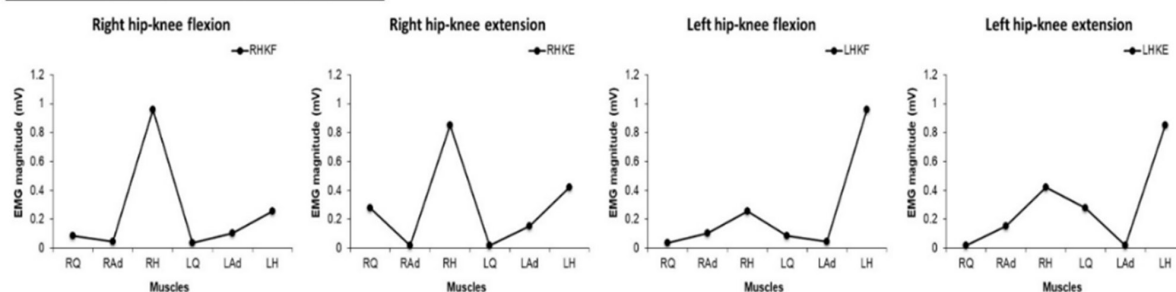 Right hip-knee flexion
RHKF
EMG magnitude (mV)
1.2
1
0.8
0.6
0.4
0.2
0
RQ RAd RH LQ LAd LH
Muscles
Right hip-knee extension
RHKE
EMG magnitude (mV)
1.2
1
0.8
0.6
0.4
0.2
0
RQ RAd RH LQ LAd LH
Muscles
Left hip-knee flexion
LHKF
EMG magnitude (mV)
1.2
1
0.8
0.6
0.4
0.2
0
RQ RAd RH LQ LAd LH
Muscles
Left hip-knee extension
LHKE
EMG magnitude (mV)
1.2
1
0.8
0.6
0.4
0.2
0
RQ RAd RH LQ LAd LH
Muscles